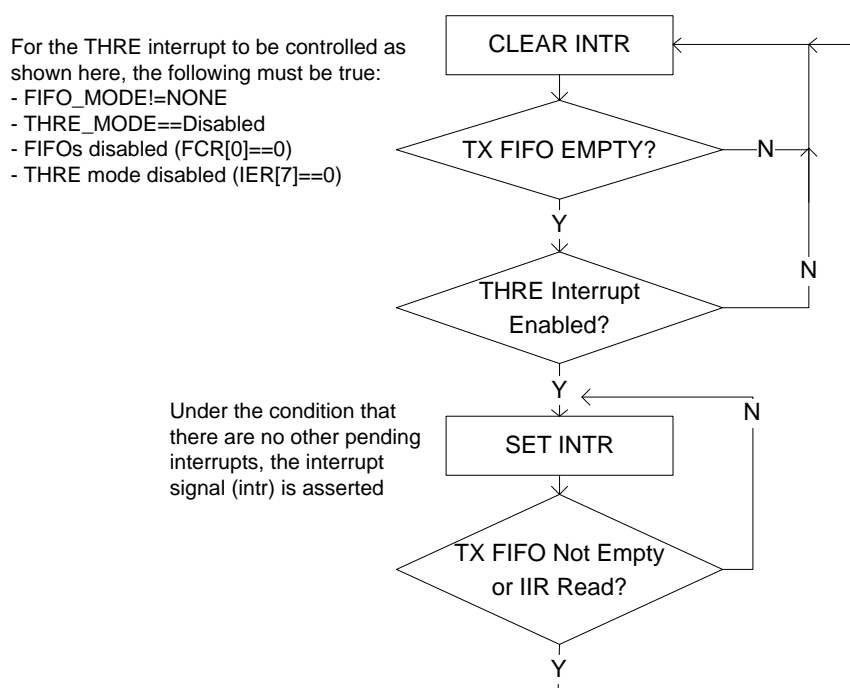 For the THRE interrupt to be controlled as
shown here, the following must be true:
- FIFO_MODE!=NONE
- THRE_MODE==Disabled
- FIFOs disabled (FCR[0]==0)
- THRE mode disabled (IER[7]==0)
CLEAR INTR
TX FIFO EMPTY?
N
Y
THRE Interrupt
Enabled?
N
Y
Under the condition that
there are no other pending
interrupts, the interrupt
signal (intr) is asserted
SET INTR
N
TX FIFO Not Empty
or IIR Read?
Y